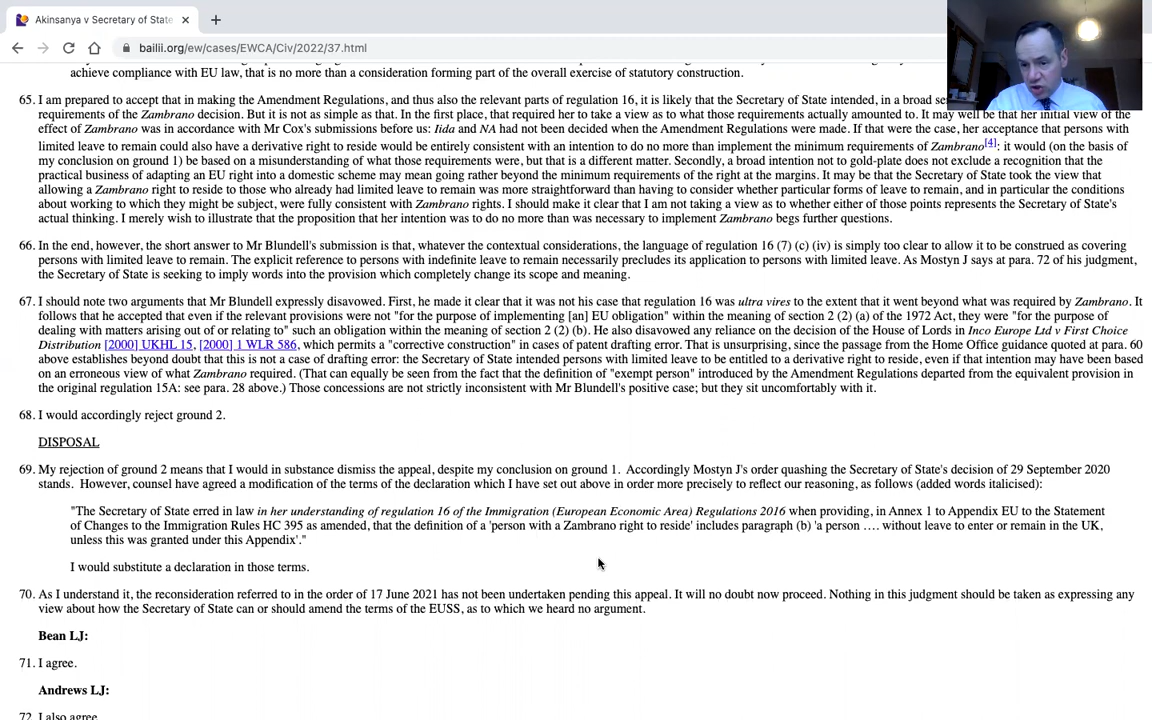 Akinsanya v Secretary of State
bailii.org/ew/cases/EWCA/Civ/2022/37.html
achieve compliance with EU law, that is no more than a consideration forming part of the overall exercise of statutory construction.
65. I am prepared to accept that in making the Amendment Regulations, and thus also the relevant parts of regulation 16, it is likely that the Secretary of State intended, in a broad se
requirements of the Zambrano decision. But it is not as simple as that. In the first place, that required her to take a view as to what those requirements actually amounted to. It may well be that her initial view of the
effect of Zambrano was in accordance with Mr Cox's submissions before us: Iida and NA had not been decided when the Amendment Regulations were made. If that were the case, her acceptance that persons with
limited leave to remain could also have a derivative right to reside would be entirely consistent with an intention to do no more than implement the minimum requirements of Zambrano[4]: it would (on the basis of
my conclusion on ground 1) be based on a misunderstanding of what those requirements were, but that is a different matter. Secondly, a broad intention not to gold-plate does not exclude a recognition that the
practical business of adapting an EU right into a domestic scheme may mean going rather beyond the minimum requirements of the right at the margins. It may be that the Secretary of State took the view that
allowing a Zambrano right to reside to those who already had limited leave to remain was more straightforward than having to consider whether particular forms of leave to remain, and in particular the conditions
about working to which they might be subject, were fully consistent with Zambrano rights. I should make it clear that I am not taking a view as to whether either of those points represents the Secretary of State's
actual thinking. I merely wish to illustrate that the proposition that her intention was to do no more than was necessary to implement Zambrano begs further questions.
66. In the end, however, the short answer to Mr Blundell's submission is that, whatever the contextual considerations, the language of regulation 16 (7) (c) (iv) is simply too clear to allow it to be construed as covering
persons with limited leave to remain. The explicit reference to persons with indefinite leave to remain necessarily precludes its application to persons with limited leave. As Mostyn J says at para. 72 of his judgment,
the Secretary of State is seeking to imply words into the provision which completely change its scope and meaning.
67. I should note two arguments that Mr Blundell expressly disavowed. First, he made it clear that it was not his case that regulation 16 was ultra vires to the extent that it went beyond what was required by Zambrano. It
follows that he accepted that even if the relevant provisions were not "for the purpose of implementing [an] EU obligation" within the meaning of section 2 (2) (a) of the 1972 Act, they were "for the purpose of
dealing with matters arising out of or relating to" such an obligation within the meaning of section 2 (2) (b). He also disavowed any reliance on the decision of the House of Lords in Inco Europe Ltd v First Choice
Distribution [2000] UKHL 15, [2000] 1 WLR 586, which permits a "corrective construction" in cases of patent drafting error. That is unsurprising, since the passage from the Home Office guidance quoted at para. 60
above establishes beyond doubt that this is not a case of drafting error: the Secretary of State intended persons with limited leave to be entitled to a derivative right to reside, even if that intention may have been based
on an erroneous view of what Zambrano required. (That can equally be seen from the fact that the definition of "exempt person" introduced by the Amendment Regulations departed from the equivalent provision in
the original regulation 15A: see para. 28 above.) Those concessions are not strictly inconsistent with Mr Blundell's positive case; but they sit uncomfortably with it.
68. I would accordingly reject ground 2.
DISPOSAL
69. My rejection of ground 2 means that I would in substance dismiss the appeal, despite my conclusion on ground 1. Accordingly Mostyn J's order quashing the Secretary of State's decision of 29 September 2020
stands. However, counsel have agreed a modification of the terms of the declaration which I have set out above in order more precisely to reflect our reasoning, as follows (added words italicised):
"The Secretary of State erred in law in her understanding of regulation 16 of the Immigration (European Economic Area) Regulations 2016 when providing, in Annex 1 to Appendix EU to the Statement
of Changes to the Immigration Rules HC 395 as amended, that the definition of a 'person with a Zambrano right to reside' includes paragraph (b) 'a person …. without leave to enter or remain in the UK,
unless this was granted under this Appendix'."
I would substitute a declaration in those terms.
70. As I understand it, the reconsideration referred to in the order of 17 June 2021 has not been undertaken pending this appeal. It will no doubt now proceed. Nothing in this judgment should be taken as expressing any
view about how the Secretary of State can or should amend the terms of the EUSS, as to which we heard no argument.
Bean LJ:
71. I agree.
Andrews LJ:
72. I also agree